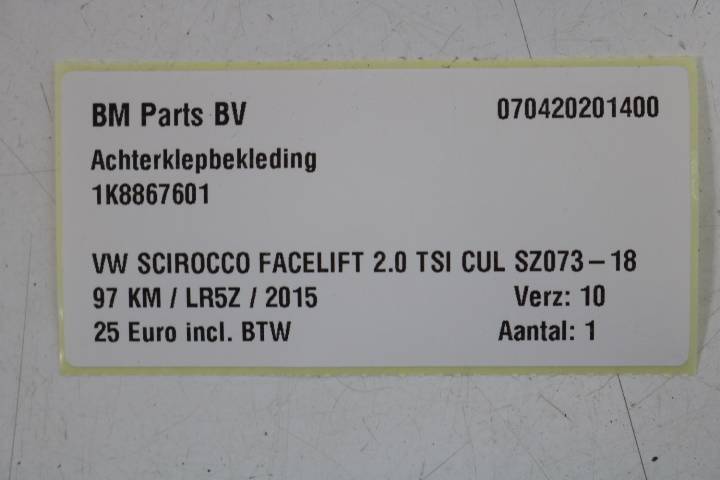 BM Parts BV 070420201400
Achterklepbekleding
1K8867601
VW SCIROCCO FACELIFT 2.0 TSI CUL SZ073-18
97 KM / LR5Z / 2015 Verz: 10
25 Euro incl. BTW Aantal: 1